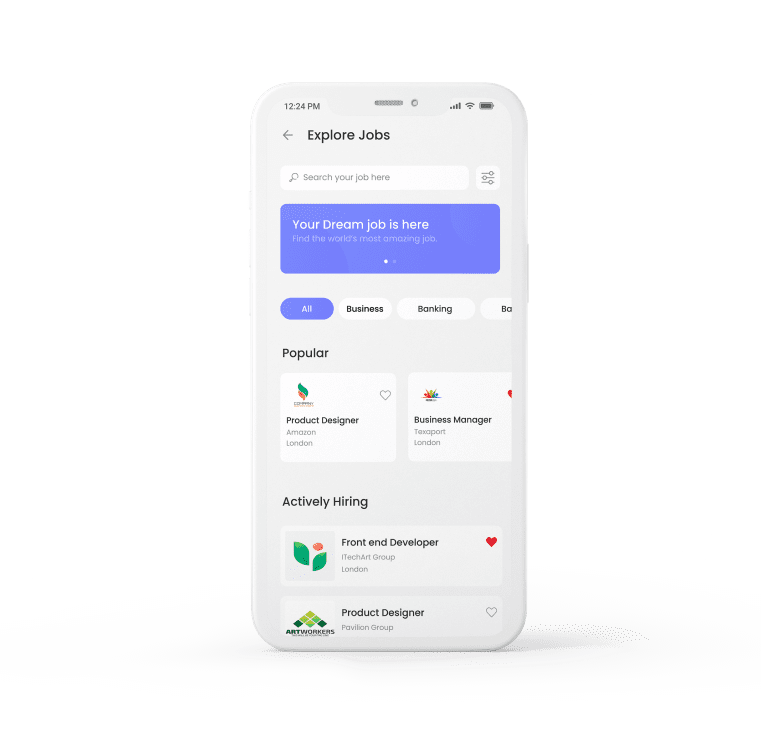 12:24 PM
Explore Jobs
Search your job here
Your Dream job is here
Find the world's most amazing job.
All
Business
Banking
Ba
Popular
COMPANY
Product Designer
Amazon
London
Business Manager
Texaport
London
Actively Hiring
Front end Developer
ITechArt Group
London
Product Designer
Pavilion Group
ARTWORKERS